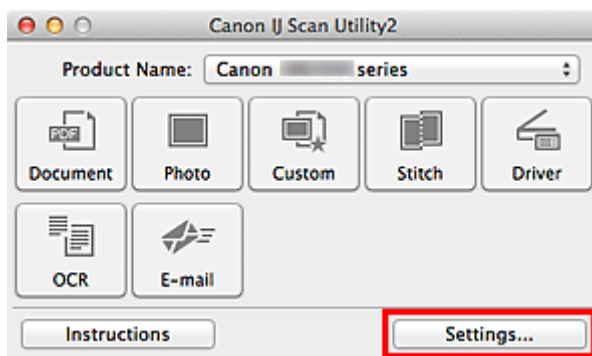 Canon IJ Scan Utility2
Product Name: Canon series
PDF
Document Photo Custom Stitch Driver
OCR E-mail
Instructions Settings...